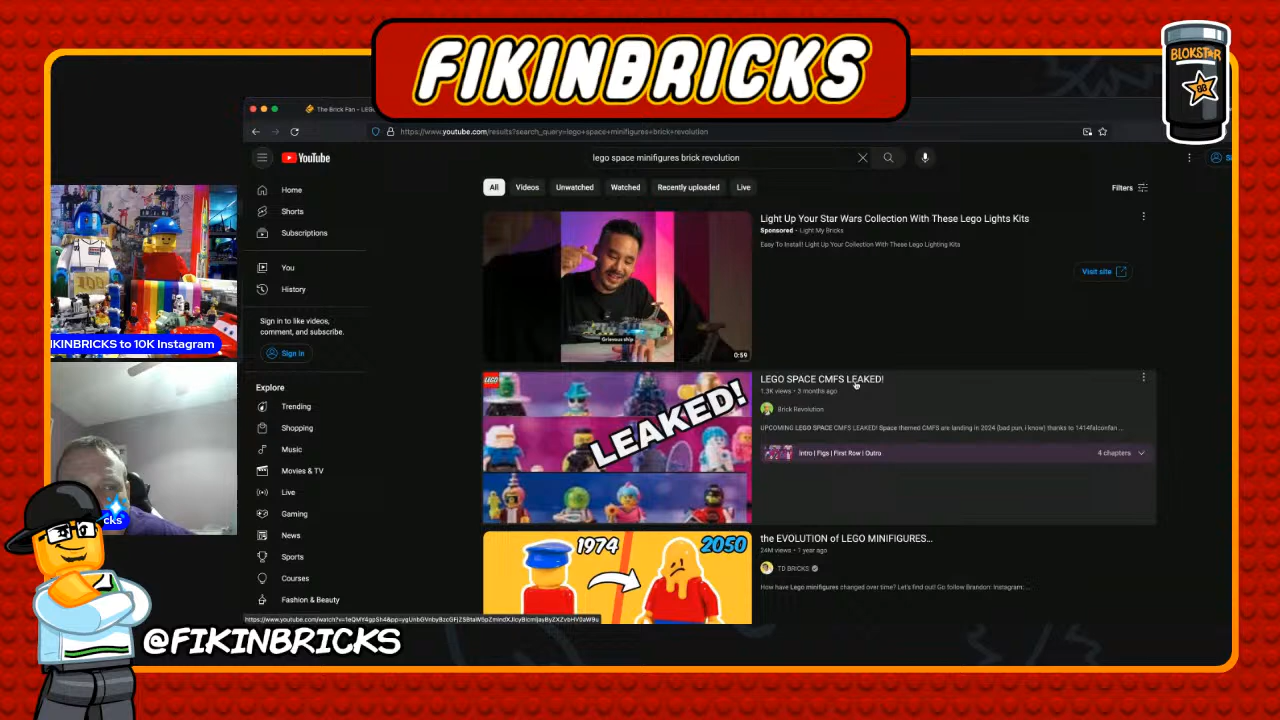 FIKINBRICKS
BLOKSTAR
The Brick Fan - LEG
https://www.youtube.com/results?search_query=lego+space+minifigures+brick+revolution
YouTube
lego space minifigures brick revolution
Home
Shorts
Subscriptions
You
History
Sign in to like videos,
comment, and subscribe.
Sign in
Explore
Trending
Shopping
Music
Movies & TV
Live
Gaming
News
Sports
Courses
Fashion & Beauty
All
Videos
Unwatched
Watched
Recently uploaded
Live
Filters
Light Up Your Star Wars Collection With These Lego Lights Kits
Sponsored · Light My Bricks
Easy To Install! Light Up Your Collection With These Lego Lighting Kits
Visit site
Grievous ship
0:59
LEGO
LEAKED!
LEGO SPACE CMFS LEAKED!
1.3K views • 3 months ago
Brick Revolution
UPCOMING LEGO SPACE CMFS LEAKED! Space themed CMFS are landing in 2024 (bad pun, i know) thanks to 1414falconfan ...
Intro | Figs | First Row | Outro
4 chapters
1974
2050
the EVOLUTION of LEGO MINIFIGURES...
24M views • 1 year ago
TD BRICKS
How have Lego minifigures changed over time? Let's find out! Go follow Brandon: Instagram: ...
IKINBRICKS to 10K Instagram
cks
@FIKINBRICKS